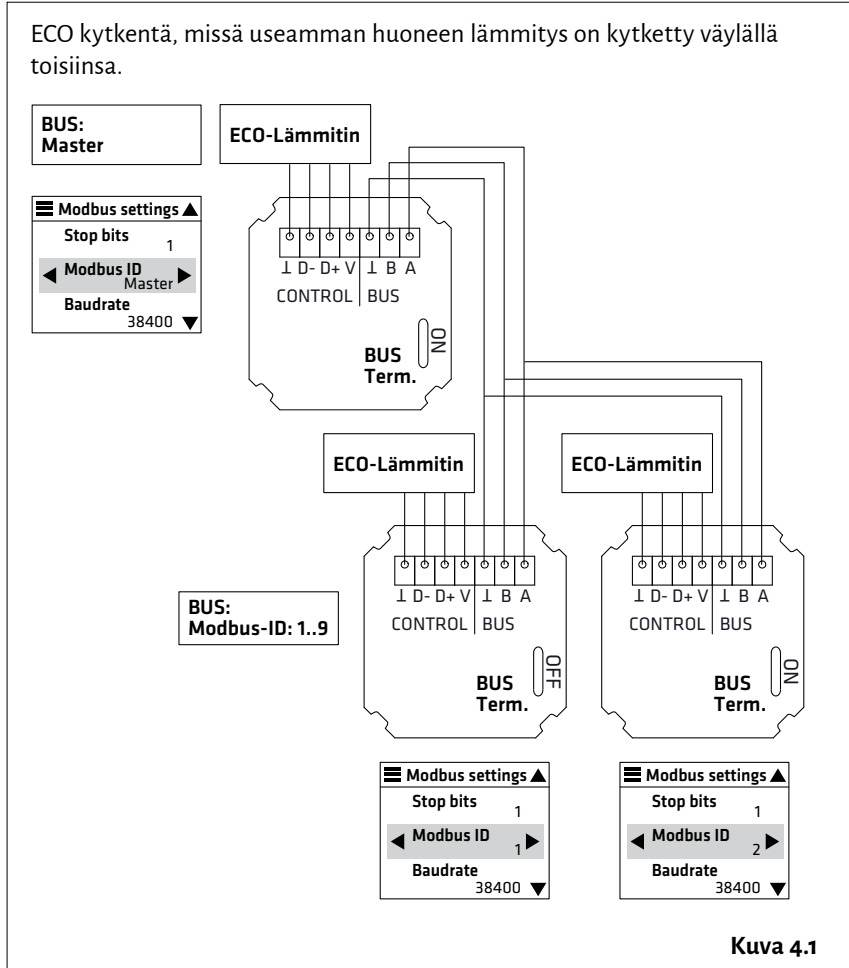 ECO kytkentä, missä useamman huoneen lämmitys on kytketty väylällä
toisiinsa.
BUS:
Master
ECO-Lämmitin
Modbus settings
Stop bits
1
Modbus ID
Master
Baudrate
38400
⊥ D- D+ V ⊥ B A
CONTROL BUS
BUS
Term.
ON
ECO-Lämmitin
ECO-Lämmitin
BUS:
Modbus-ID: 1..9
⊥ D- D+ V ⊥ B A
CONTROL BUS
BUS
Term.
OFF
⊥ D- D+ V ⊥ B A
CONTROL BUS
BUS
Term.
ON
Modbus settings
Stop bits
1
Modbus ID
1
Baudrate
38400
Modbus settings
Stop bits
1
Modbus ID
2
Baudrate
38400
Kuva 4.1